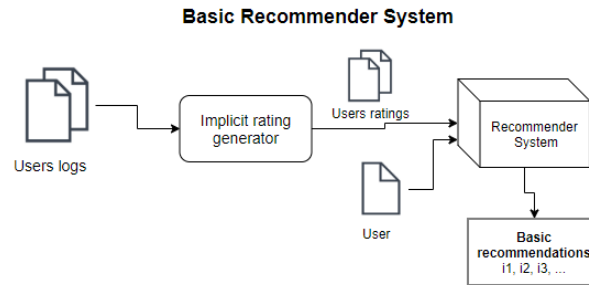 Basic Recommender System
Users logs
Implicit rating
generator
Users ratings
User
Recommender
System
Basic
recommendations
i1, i2, i3, ...